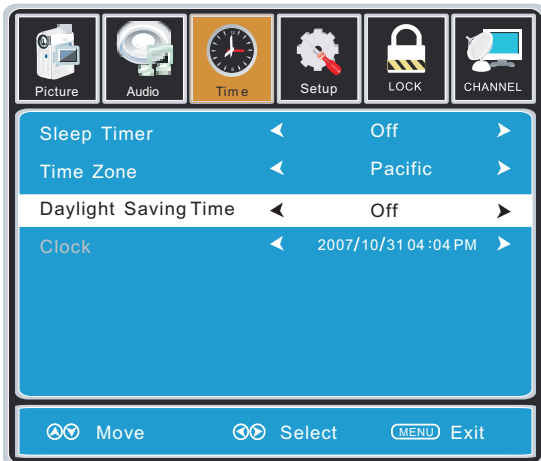 Picture Audio Time Setup LOCK CHANNEL
Sleep Timer Off
Time Zone Pacific
Daylight Saving Time Off
Clock 2007/10/31 04:04 PM
Move Select MENU Exit